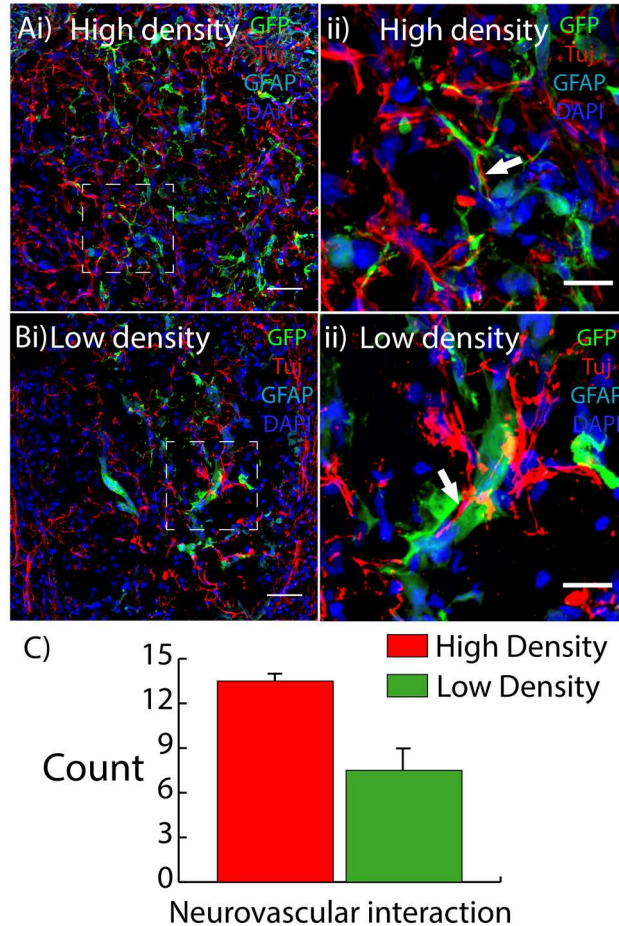 Ai) High density
GFP
Tuj
GFAP
DAPI
ii) High density
GFP
Tuj
GFAP
DAPI
Bi) Low density
GFP
Tuj
GFAP
DAPI
ii) Low density
GFP
Tuj
GFAP
DAPI
C)
High Density
Low Density
15
12
9
6
3
0
Count
Neurovascular interaction